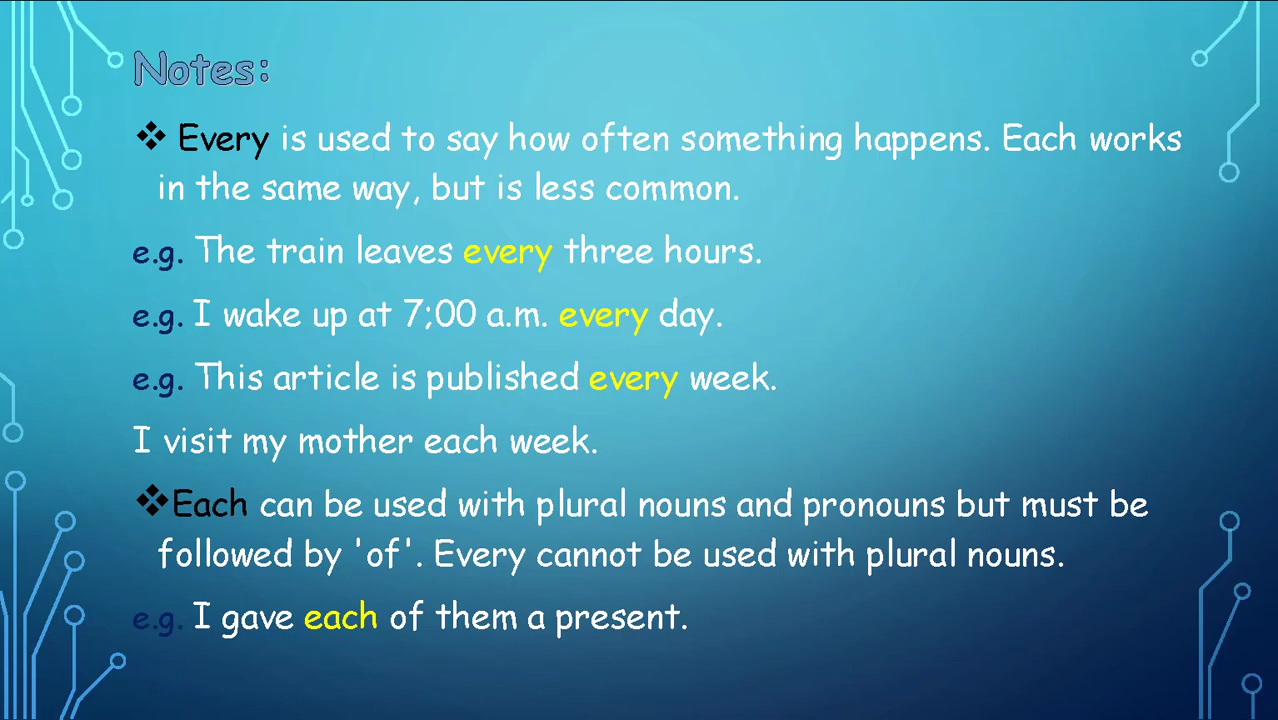 Notes:
❖ Every is used to say how often something happens. Each works
in the same way, but is less common.
e.g. The train leaves every three hours.
e.g. I wake up at 7;00 a.m. every day.
e.g. This article is published every week.
I visit my mother each week.
❖Each can be used with plural nouns and pronouns but must be
followed by 'of'. Every cannot be used with plural nouns.
e.g. I gave each of them a present.